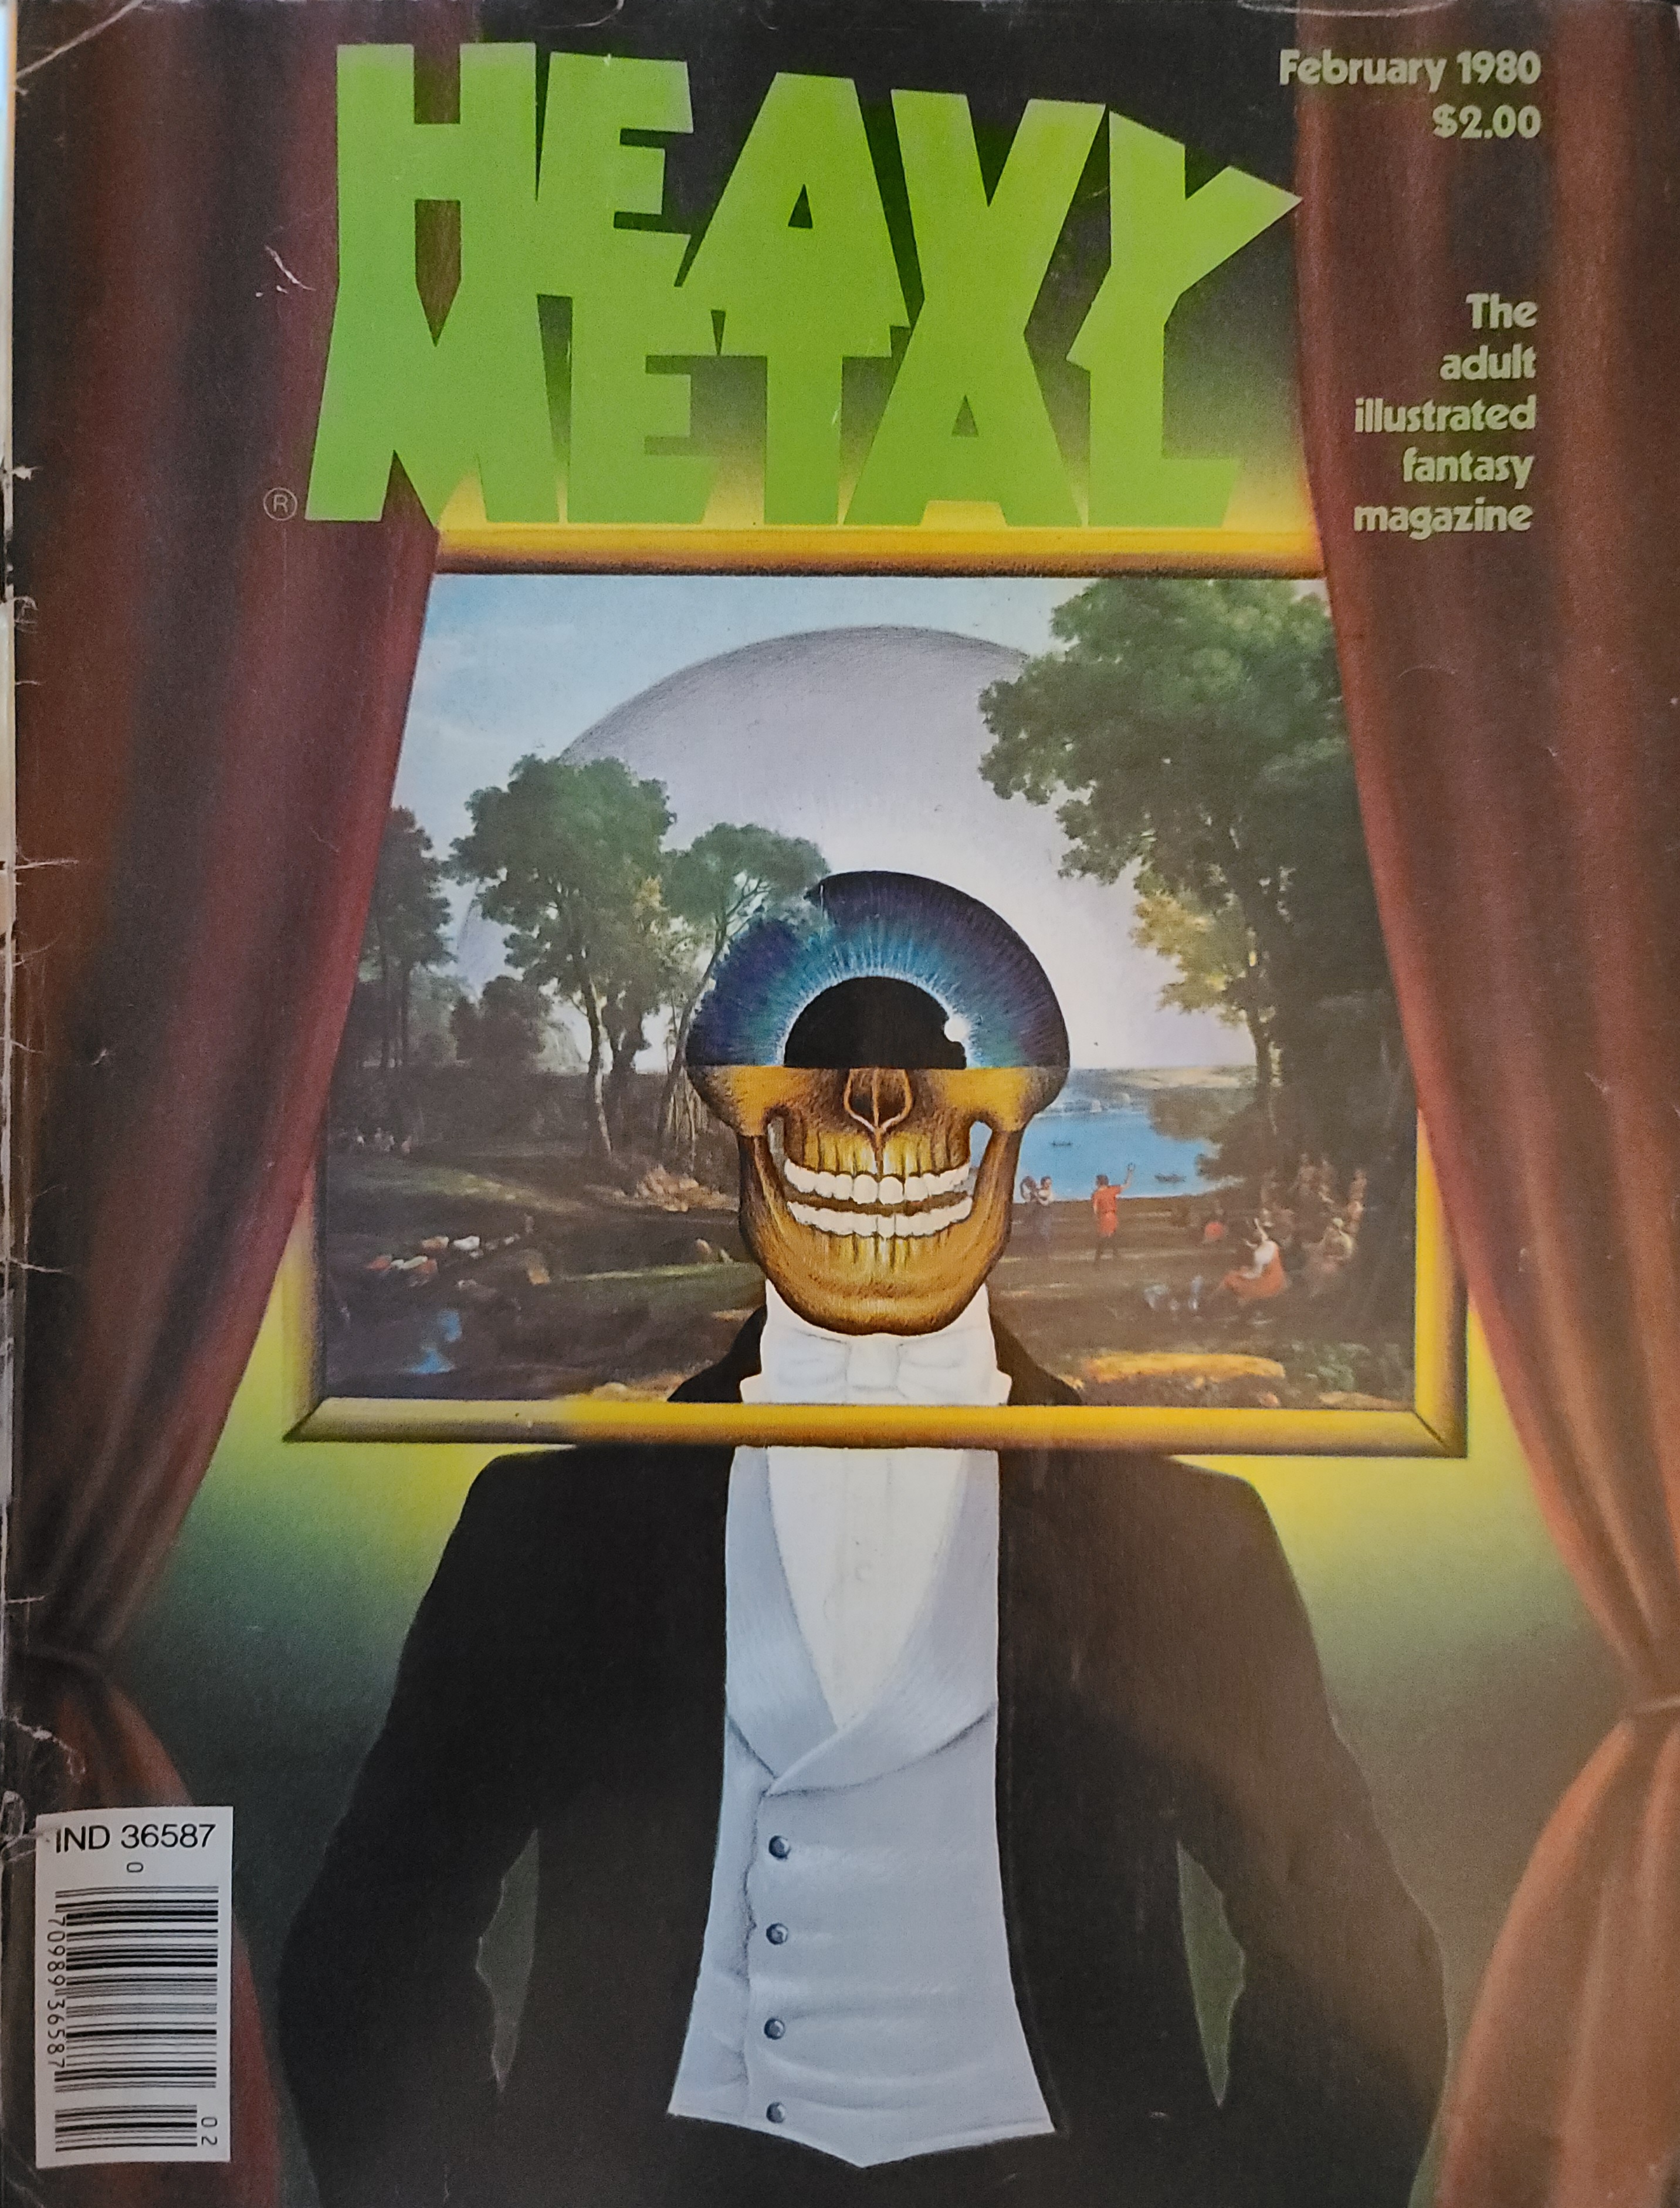 HEAVY
METAL
®
February 1980
$2.00
The
adult
illustrated
fantasy
magazine
IND 36587
0
70989 36587
02